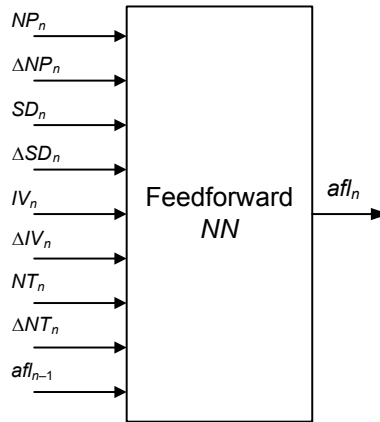 NPₙ
ΔNPₙ
SDₙ
ΔSDₙ
IVₙ
ΔIVₙ
NTₙ
ΔNTₙ
aflₙ₋₁
Feedforward
NN
aflₙ